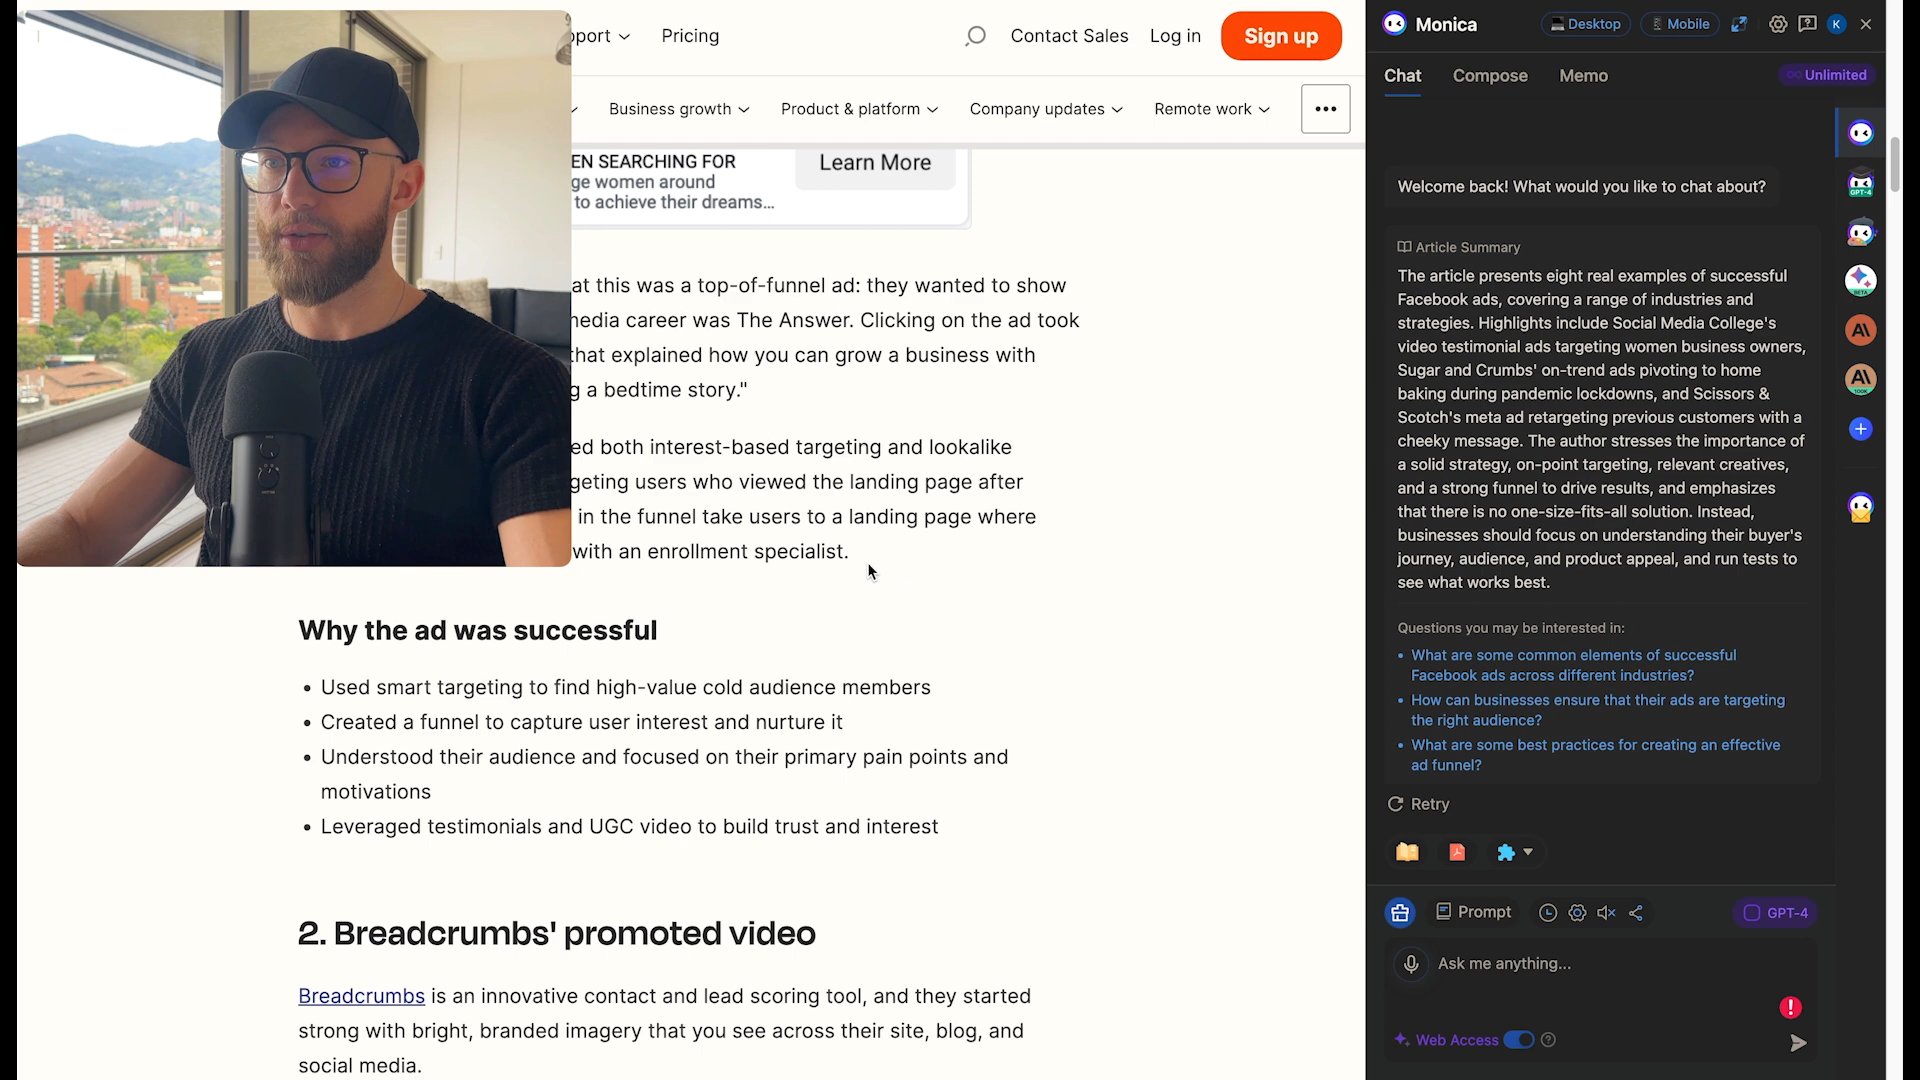 Pricing
Contact Sales
Log in
Sign up
Business growth
Product & platform
Company updates
Remote work
EN SEARCHING FOR
ge women around
to achieve their dreams...
Learn More
at this was a top-of-funnel ad: they wanted to show
media career was The Answer. Clicking on the ad took
that explained how you can grow a business with
g a bedtime story."
ed both interest-based targeting and lookalike
geting users who viewed the landing page after
in the funnel take users to a landing page where
with an enrollment specialist.
Why the ad was successful
• Used smart targeting to find high-value cold audience members
• Created a funnel to capture user interest and nurture it
• Understood their audience and focused on their primary pain points and
motivations
• Leveraged testimonials and UGC video to build trust and interest
2. Breadcrumbs' promoted video
Breadcrumbs is an innovative contact and lead scoring tool, and they started
strong with bright, branded imagery that you see across their site, blog, and
social media.
Monica
Desktop
Mobile
K
Chat
Compose
Memo
Unlimited
Welcome back! What would you like to chat about?
Article Summary
The article presents eight real examples of successful
Facebook ads, covering a range of industries and
strategies. Highlights include Social Media College's
video testimonial ads targeting women business owners,
Sugar and Crumbs' on-trend ads pivoting to home
baking during pandemic lockdowns, and Scissors &
Scotch's meta ad retargeting previous customers with a
cheeky message. The author stresses the importance of
a solid strategy, on-point targeting, relevant creatives,
and a strong funnel to drive results, and emphasizes
that there is no one-size-fits-all solution. Instead,
businesses should focus on understanding their buyer's
journey, audience, and product appeal, and run tests to
see what works best.
Questions you may be interested in:
• What are some common elements of successful
Facebook ads across different industries?
• How can businesses ensure that their ads are targeting
the right audience?
• What are some best practices for creating an effective
ad funnel?
Retry
Prompt
GPT-4
Ask me anything...
Web Access
GPT-4
BETA
AI
AI
100K